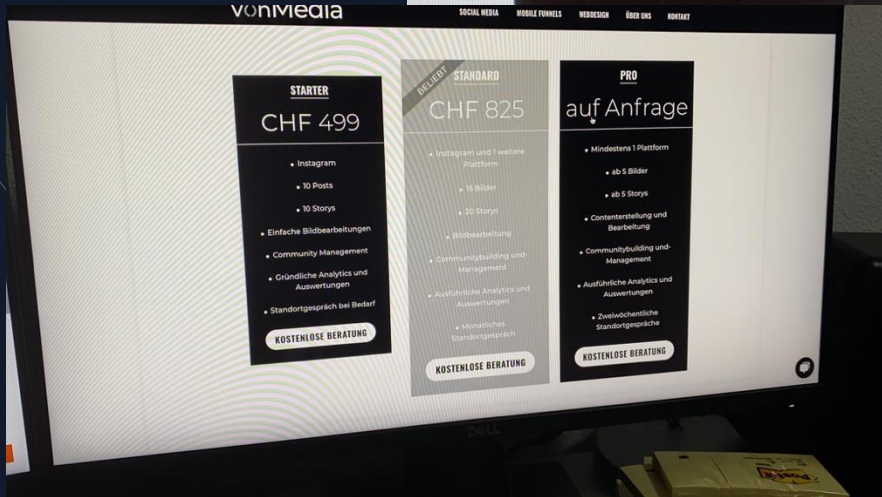 vonMedia
SOCIAL MEDIA
MOBILE FUNNELS
WEBDESIGN
ÜBER UNS
KONTAKT
STARTER
CHF 499
• Instagram
• 10 Posts
• 10 Storys
• Einfache Bildbearbeitungen
• Community Management
• Gründliche Analytics und
Auswertungen
• Standortgespräch bei Bedarf
KOSTENLOSE BERATUNG
BELIEBT
STANDARD
CHF 825
• Instagram und 1 weitere
Plattform
• 15 Bilder
• 20 Storys
• Bildbearbeitung
• Communitybuilding und-
Management
• Ausführliche Analytics und
Auswertungen
• Monatliches
Standortgespräch
KOSTENLOSE BERATUNG
PRO
auf Anfrage
• Mindestens 1 Plattform
• ab 5 Bilder
• ab 5 Storys
• Contenterstellung und
Bearbeitung
• Communitybuilding und-
Management
• Ausführliche Analytics und
Auswertungen
• Zweiwöchentliche
Standortgespräche
KOSTENLOSE BERATUNG
DELL
Post-it